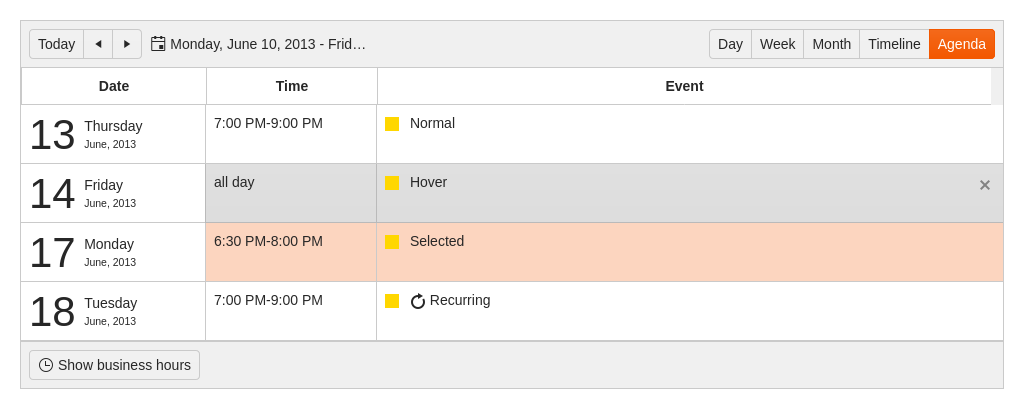 Today Monday, June 10, 2013 - Frid… Day Week Month Timeline Agenda
Date Time Event
13 Thursday 7:00 PM-9:00 PM Normal
June, 2013
14 Friday all day Hover
June, 2013
17 Monday 6:30 PM-8:00 PM Selected
June, 2013
18 Tuesday 7:00 PM-9:00 PM Recurring
June, 2013
Show business hours